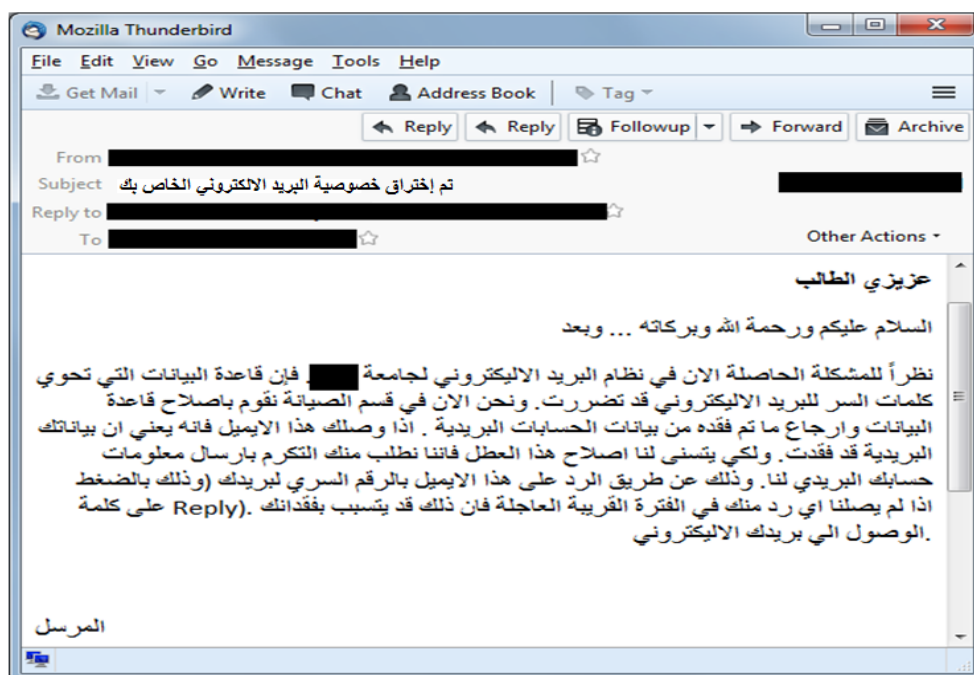 Mozilla Thunderbird
File Edit View Go Message Tools Help
Get Mail Write Chat Address Book Tag
Reply Reply Followup Forward Archive
From
Subject تم إختراق خصوصية البريد الالكتروني الخاص بك
Reply to
To Other Actions
عزيزي الطالب
السلام عليكم ورحمة الله وبركاته ... وبعد
نظراً للمشكلة الحاصلة الان في نظام البريد الاليكتروني لجامعة . فإن قاعدة البيانات التي تحوي
كلمات السر للبريد الاليكتروني قد تضررت. ونحن الان في قسم الصيانة نقوم باصلاح قاعدة
البيانات وارجاع ما تم فقده من بيانات الحسابات البريدية . اذا وصلك هذا الايميل فانه يعني ان بياناتك
البريدية قد فقدت. ولكي يتسنى لنا اصلاح هذا العطل فاننا نطلب منك التكرم بارسال معلومات
حسابك البريدي لنا. وذلك عن طريق الرد على هذا الايميل بالرقم السري لبريدك (وذلك بالضغط
اذا لم يصلنا اي رد منك في الفترة القريبة العاجلة فان ذلك قد يتسبب بفقدانك .(Reply على كلمة
.الوصول الي بريدك الاليكتروني
المرسل